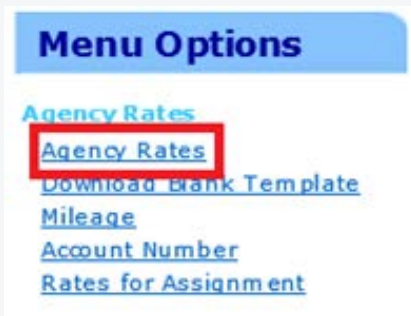 Menu Options
Agency Rates
Agency Rates
Download Blank Template
Mileage
Account Number
Rates for Assignment